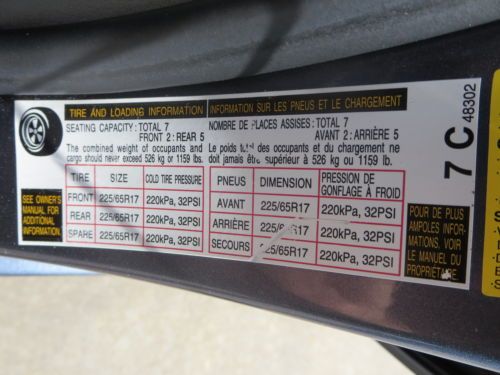 TIRE AND LOADING INFORMATION
SEATING CAPACITY: TOTAL 7
FRONT 2: REAR 5
The combined weight of occupants and
cargo should never exceed 526 kg or 1159 lb.
SEE OWNER'S
MANUAL FOR
ADDITIONAL
INFORMATION.
TIRE SIZE COLD TIRE PRESSURE
FRONT 225/65R17 220kPa, 32PSI
REAR 225/65R17 220kPa, 32PSI
SPARE 225/65R17 220kPa, 32PSI
INFORMATION SUR LES PNEUS ET LE CHARGEMENT
NOMBRE DE PLACES ASSISES: TOTAL 7
AVANT 2: ARRIÈRE 5
Le poids des occupants et du chargement ne
doit jamais être supérieur à 526 kg ou 1159 lb.
PNEUS DIMENSION PRESSION DE
GONFLAGE À FROID
AVANT 225/65R17 220kPa, 32PSI
ARRIÈRE 225/65R17 220kPa, 32PSI
SECOURS 225/65R17 220kPa, 32PSI
POUR DE PLUS
AMPLES INFOR-
MATIONS, VOIR
LE MANUEL DU
PROPRIÉTAIRE
7 C 48302